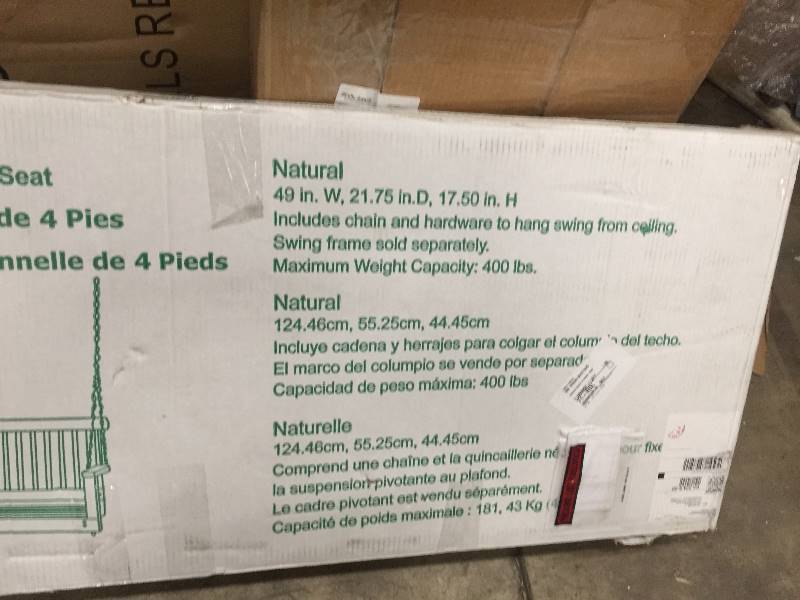 LS RE
Seat
de 4 Pies
nnelle de 4 Pieds
Natural
49 in. W, 21.75 in.D, 17.50 in. H
Includes chain and hardware to hang swing from ceiling.
Swing frame sold separately.
Maximum Weight Capacity: 400 lbs.
Natural
124.46cm, 55.25cm, 44.45cm
Incluye cadena y herrajes para colgar el del techo.
El marco del columpio se vende por
Capacidad de peso máxima: 400 lbs
Naturelle
124.46cm, 55.25cm, 44.45cm
Comprend une chaîne et la quincaillerie
la suspension pivotante au plafond.
Le cadre pivotant est vendu séparément.
Capacité de poids maximale : 181, 43 Kg